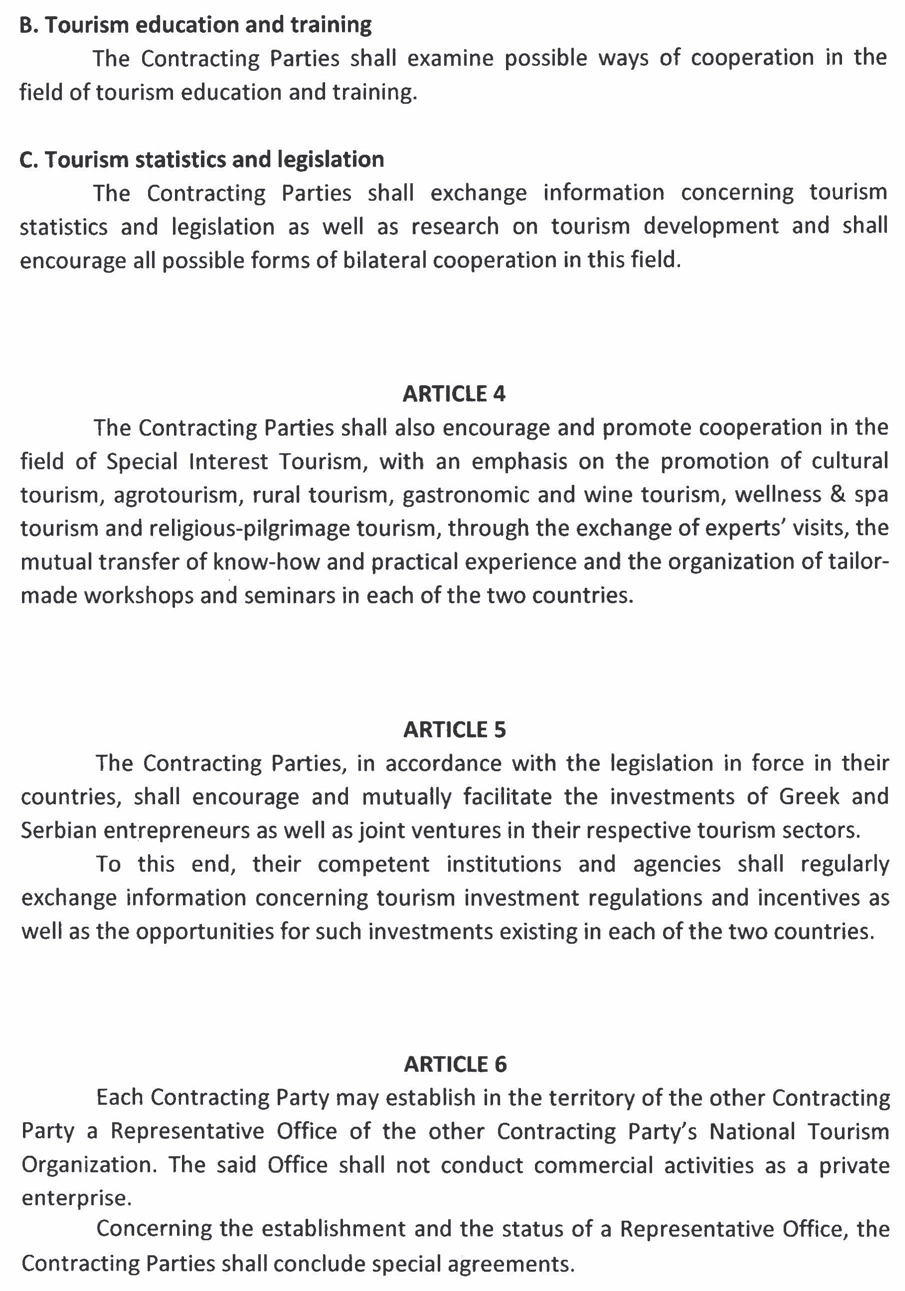 B. Tourism education and training
The Contracting Parties shall examine possible ways of cooperation in the
field of tourism education and training.
C. Tourism statistics and legislation
The Contracting Parties shall exchange information concerning tourism
statistics and legislation as well as research on tourism development and shall
encourage all possible forms of bilateral cooperation in this field.
ARTICLE 4
The Contracting Parties shall also encourage and promote cooperation in the
field of Special Interest Tourism, with an emphasis on the promotion of cultural
tourism, agrotourism, rural tourism, gastronomic and wine tourism, wellness & spa
tourism and religious-pilgrimage tourism, through the exchange of experts' visits, the
mutual transfer of know-how and practical experience and the organization of tailor-
made workshops and seminars in each of the two countries.
ARTICLE 5
The Contracting Parties, in accordance with the legislation in force in their
countries, shall encourage and mutually facilitate the investments of Greek and
Serbian entrepreneurs as well as joint ventures in their respective tourism sectors.
To this end, their competent institutions and agencies shall regularly
exchange information concerning tourism investment regulations and incentives as
well as the opportunities for such investments existing in each of the two countries.
ARTICLE 6
Each Contracting Party may establish in the territory of the other Contracting
Party a Representative Office of the other Contracting Party's National Tourism
Organization. The said Office shall not conduct commercial activities as a private
enterprise.
Concerning the establishment and the status of a Representative Office, the
Contracting Parties shall conclude special agreements.